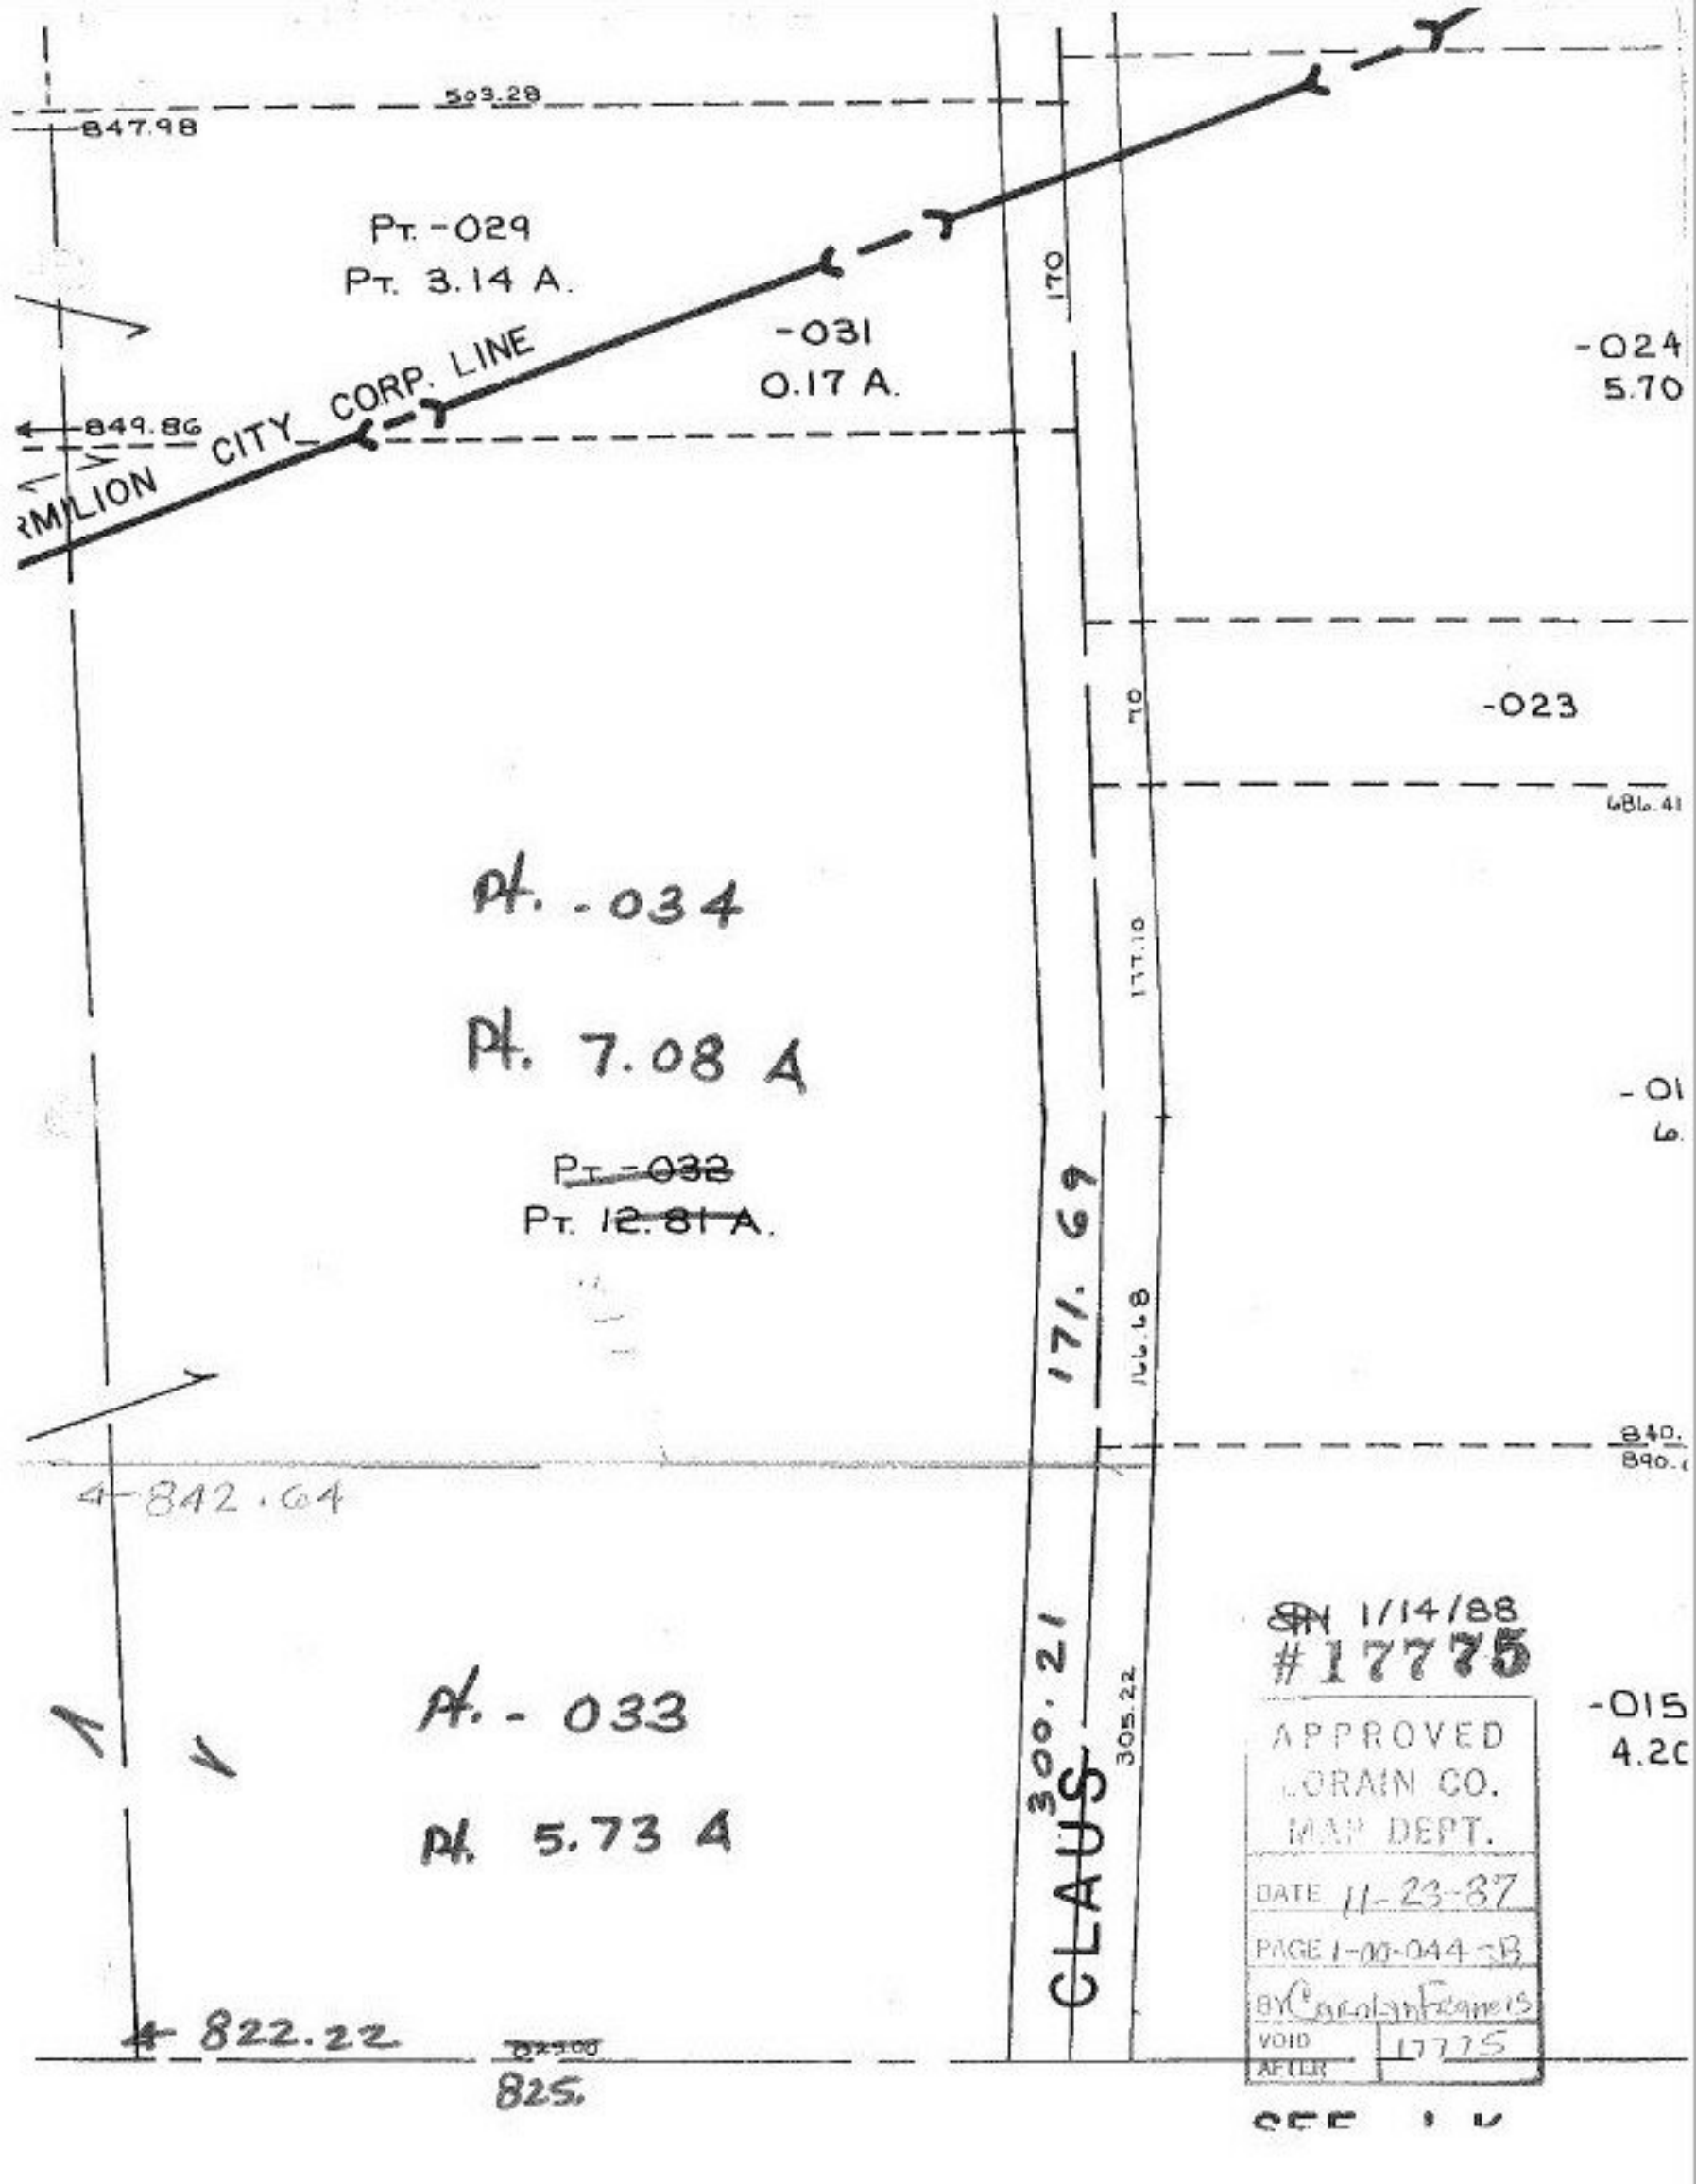 503.28
847.98
PT. -029
PT. 3.14 A.
170
-031
0.17 A.
-024
5.70
RMILION CITY CORP. LINE
849.86
70
-023
686.41
Pt. -034
177.10
Pt. 7.08 A
-01
6.
PT. -032
PT. 12.81 A.
171.69
166.68
840.
890.
842.64
300.21
305.22
1/14/88
#17775
Pt. - 033
-015
4.20
APPROVED
LORAIN CO.
MAP DEPT.
Pt. 5.73 A
CLAUS
DATE 11-23-87
PAGE 1-00-044-B
BY Carolyn Francis
822.22
VOID
AFTER
17775
825.